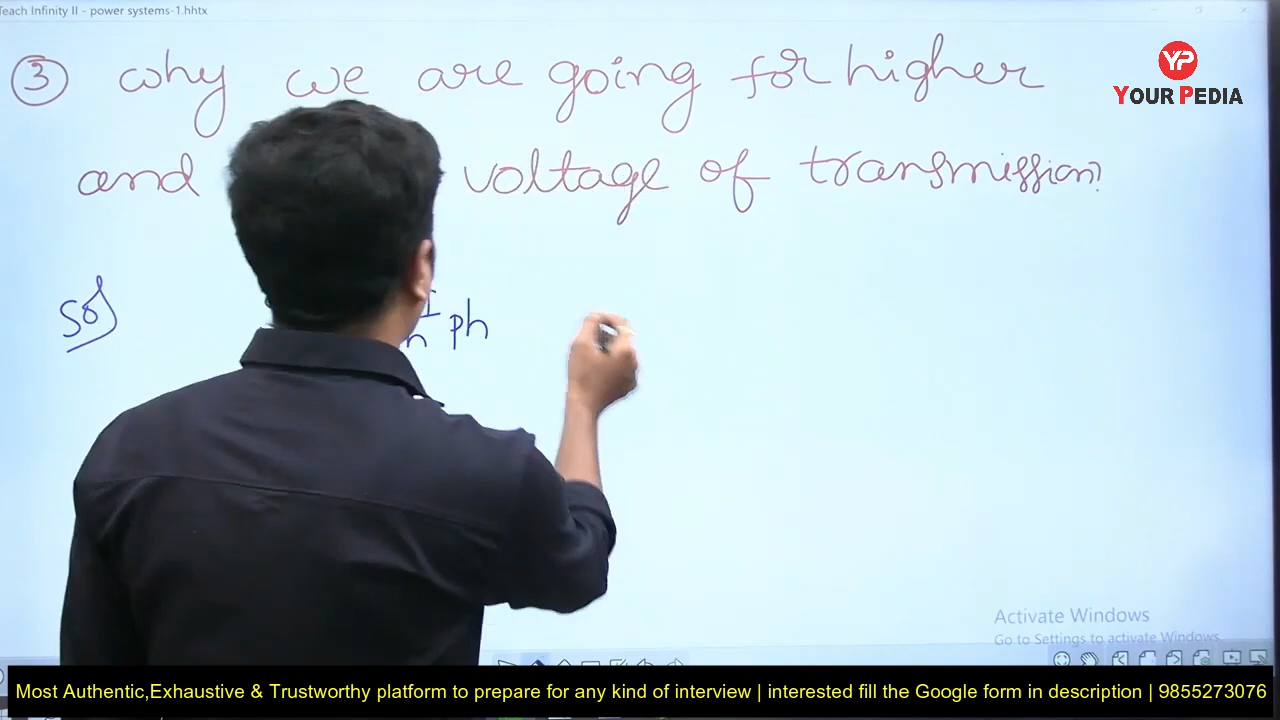 Teach Infinity II - power systems-1.hhtx
③ why we are going for higher
and voltage of transmission?
YP
YOUR PEDIA
Sol
I ph
Activate Windows
Go to Settings to activate Windows.
Most Authentic,Exhaustive & Trustworthy platform to prepare for any kind of interview | interested fill the Google form in description | 9855273076